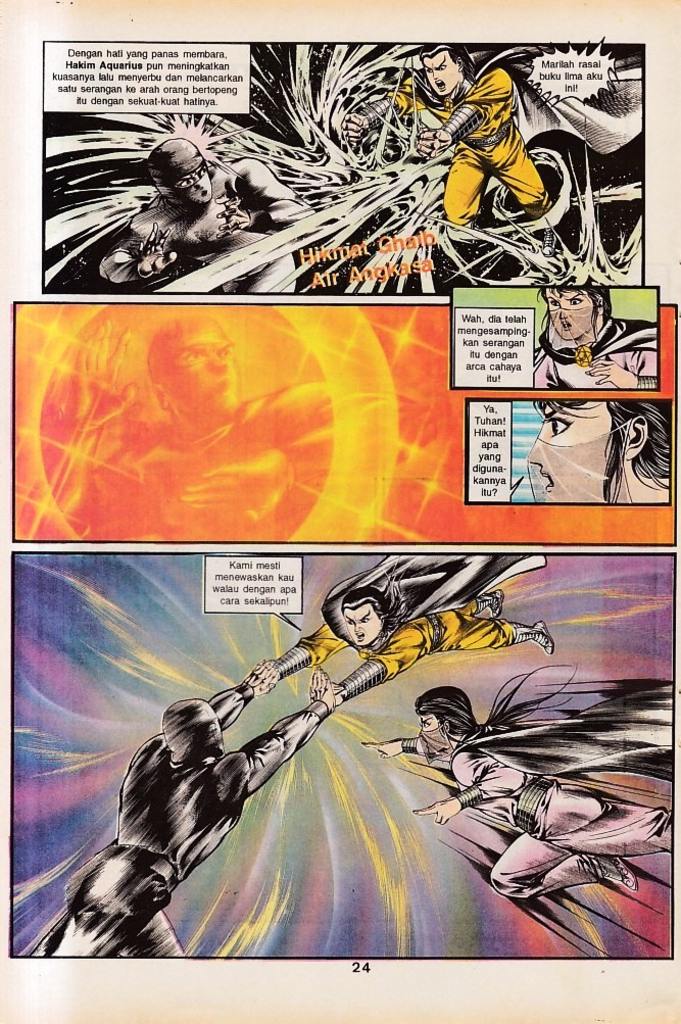 Dengan hati yang panas membara,
Hakim Aquarius pun meningkatkan
kuasanya lalu menyerbu dan melancarkan
satu serangan ke arah orang bertopeng
itu dengan sekuat-kuat hatinya.
Marilah rasai
buku lima aku
ini!
Hikmat Ghaib
Air Angkasa
Wah, dia telah
mengesamping-
kan serangan
itu dengan
arca cahaya
itu!
Ya,
Tuhan!
Hikmat
apa
yang
diguna-
kannya
itu?
Kami mesti
menewaskan kau
walau dengan apa
cara sekalipun!
24